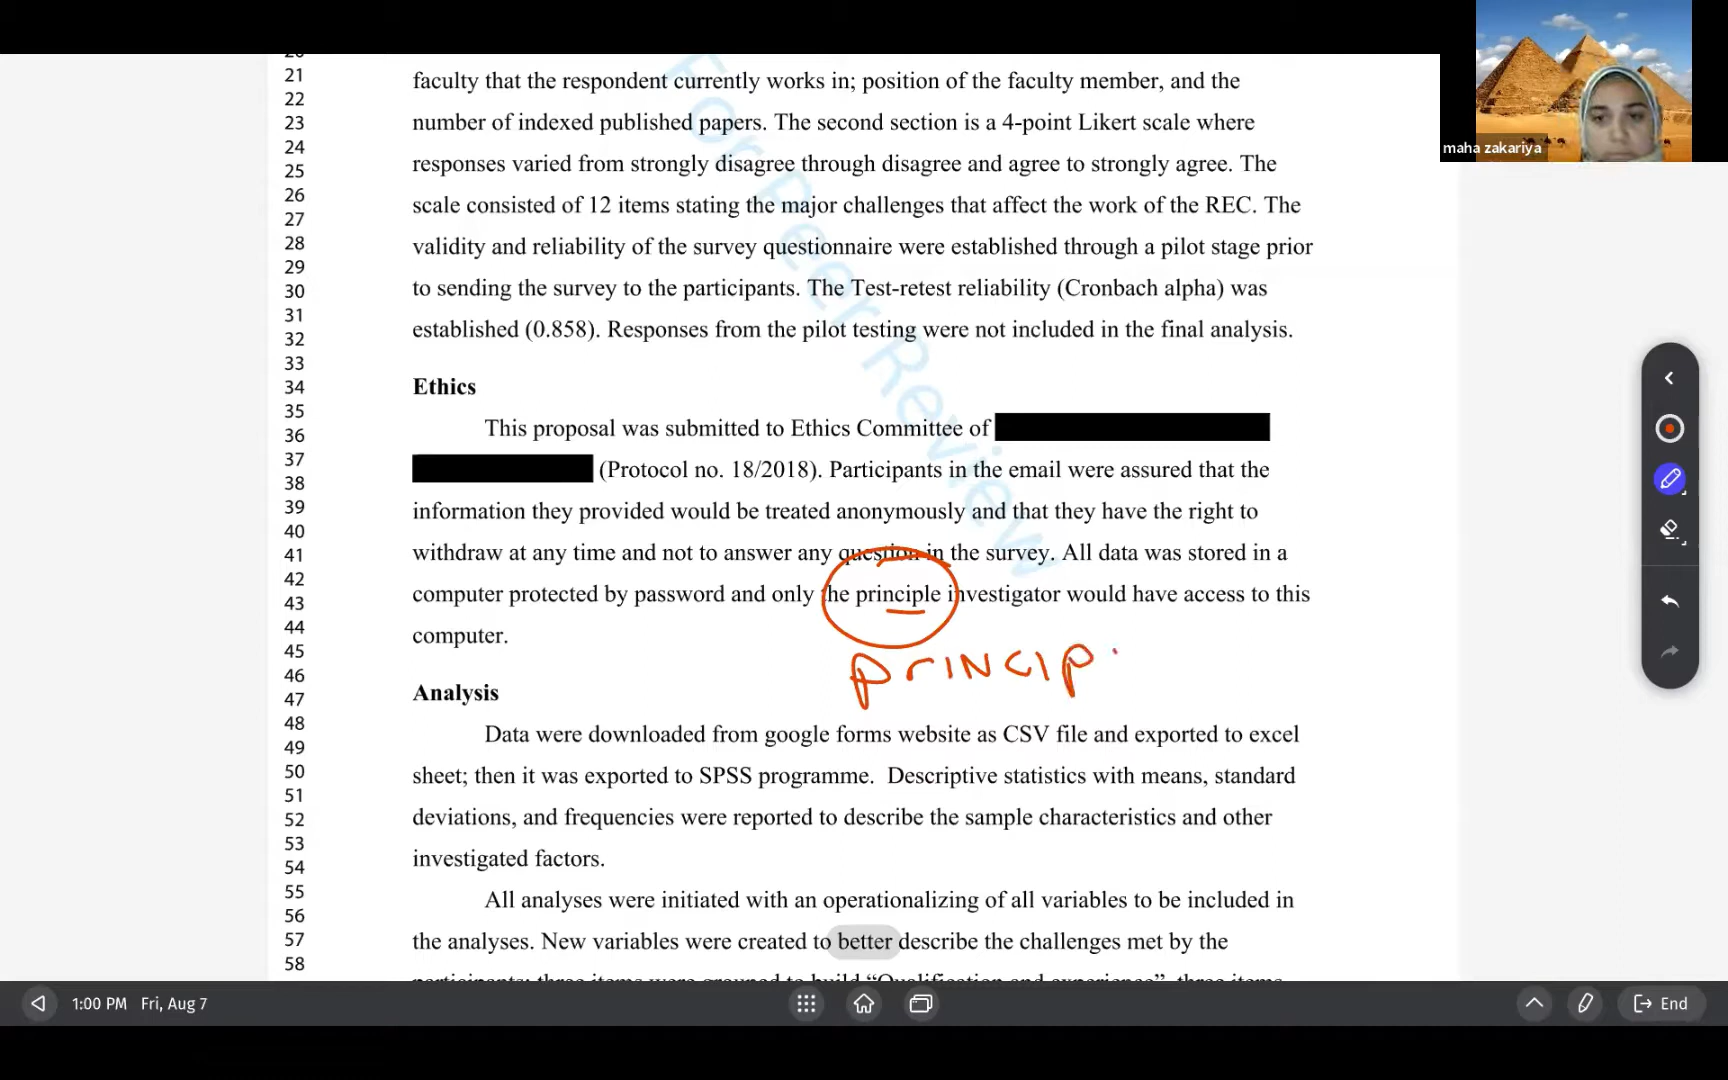 21
22
23
24
25
26
27
28
29
30
31
32
33
34
35
36
37
38
39
40
41
42
43
44
45
46
47
48
49
50
51
52
53
54
55
56
57
58
faculty that the respondent currently works in; position of the faculty member, and the
number of indexed published papers. The second section is a 4-point Likert scale where
responses varied from strongly disagree through disagree and agree to strongly agree. The
scale consisted of 12 items stating the major challenges that affect the work of the REC. The
validity and reliability of the survey questionnaire were established through a pilot stage prior
to sending the survey to the participants. The Test-retest reliability (Cronbach alpha) was
established (0.858). Responses from the pilot testing were not included in the final analysis.
Ethics
This proposal was submitted to Ethics Committee of
(Protocol no. 18/2018). Participants in the email were assured that the
information they provided would be treated anonymously and that they have the right to
withdraw at any time and not to answer any question in the survey. All data was stored in a
computer protected by password and only the principle investigator would have access to this
computer.
princip
Analysis
Data were downloaded from google forms website as CSV file and exported to excel
sheet; then it was exported to SPSS programme. Descriptive statistics with means, standard
deviations, and frequencies were reported to describe the sample characteristics and other
investigated factors.
All analyses were initiated with an operationalizing of all variables to be included in
the analyses. New variables were created to better describe the challenges met by the
participants; three items were grouped to build “Qualification and experience”, three items
For Peer Review
maha zakariya
1:00 PM Fri, Aug 7
End